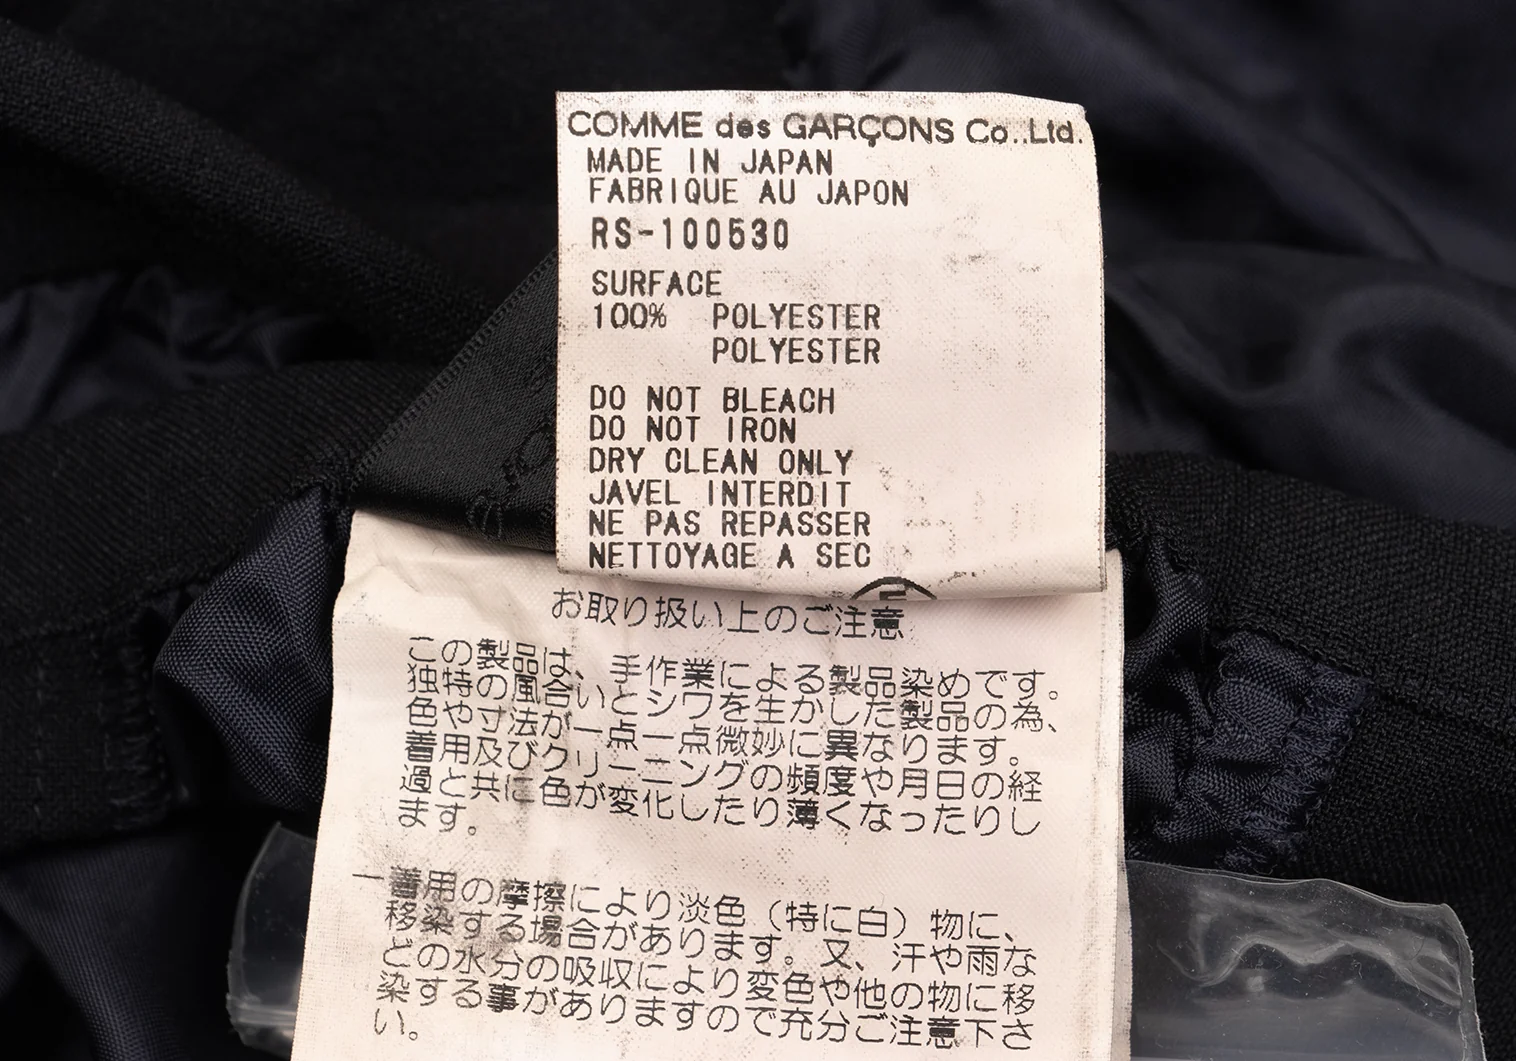 COMME des GARÇONS Co.,Ltd.
MADE IN JAPAN
FABRIQUE AU JAPON
RS-100530
SURFACE
100% POLYESTER
POLYESTER
DO NOT BLEACH
DO NOT IRON
DRY CLEAN ONLY
JAVEL INTERDIT
NE PAS REPASSER
NETTOYAGE A SEC
お取り扱い上のご注意
この製品は、手作業による製品染めです。
独特の風合いとシワを生かした製品の為、
色や寸法が一点一点微妙に異なります。
着用及びクリーニングの頻度や月日の経
過と共に色が変化したり薄くなったりし
ます。
一着用の摩擦により淡色（特に白）物に、
移染する場合があります。又、汗や雨な
どの水分の吸収により変色や他の物に移
染する事がありますので充分ご注意下さ
い。